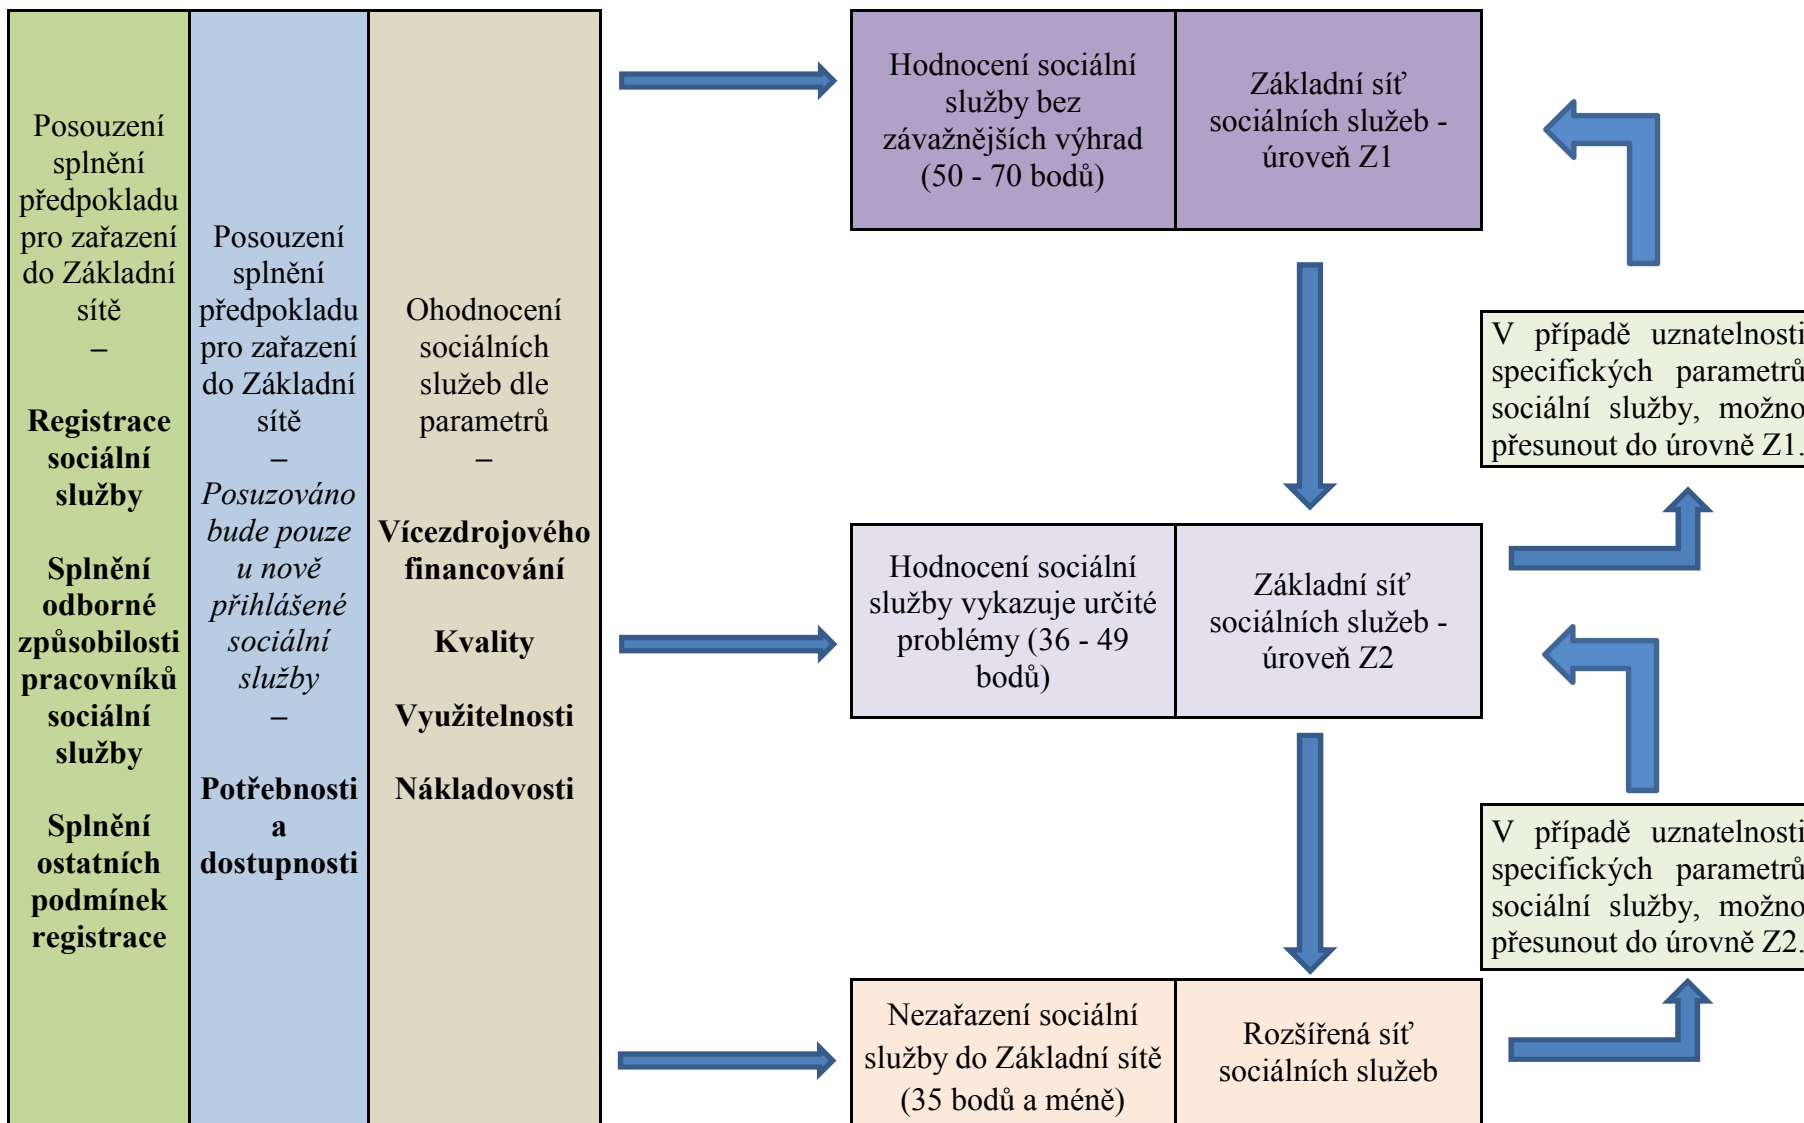 Posouzení
splnění
předpokladu
pro zařazení
do Základní
sítě
–
Registrace
sociální
služby
Splnění
odborné
způsobilosti
pracovníků
sociální
služby
Splnění
ostatních
podmínek
registrace
Posouzení
splnění
předpokladu
pro zařazení
do Základní
sítě
–
Posuzováno
bude pouze
u nově
přihlášené
sociální
služby
–
Potřebnosti
a
dostupnosti
Ohodnocení
sociálních
služeb dle
parametrů
–
Vícezdrojového
financování
Kvality
Využitelnosti
Nákladovosti
Hodnocení sociální
služby bez
závažnějších výhrad
(50 - 70 bodů)
Základní síť
sociálních služeb -
úroveň Z1
V případě uznatelnosti
specifických parametrů
sociální služby, možno
přesunout do úrovně Z1.
Hodnocení sociální
služby vykazuje určité
problémy (36 - 49
bodů)
Základní síť
sociálních služeb -
úroveň Z2
V případě uznatelnosti
specifických parametrů
sociální služby, možno
přesunout do úrovně Z2.
Nezařazení sociální
služby do Základní sítě
(35 bodů a méně)
Rozšířená síť
sociálních služeb